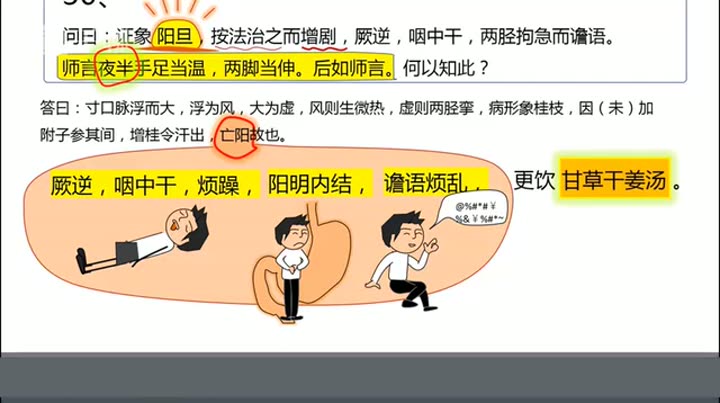 30、
问曰：证象 阳旦，按法治之而增剧，厥逆，咽中干，两胫拘急而谵语。
师言夜半手足当温，两脚当伸。后如师言。何以知此？
答曰：寸口脉浮而大，浮为风，大为虚，风则生微热，虚则两胫挛，病形象桂枝，因（未）加
附子参其间，增桂令汗出，亡阳故也。
厥逆，咽中干，烦躁， 阳明内结， 谵语烦乱， 更饮 甘草干姜汤 。
@%#*#￥
%&￥%#*~